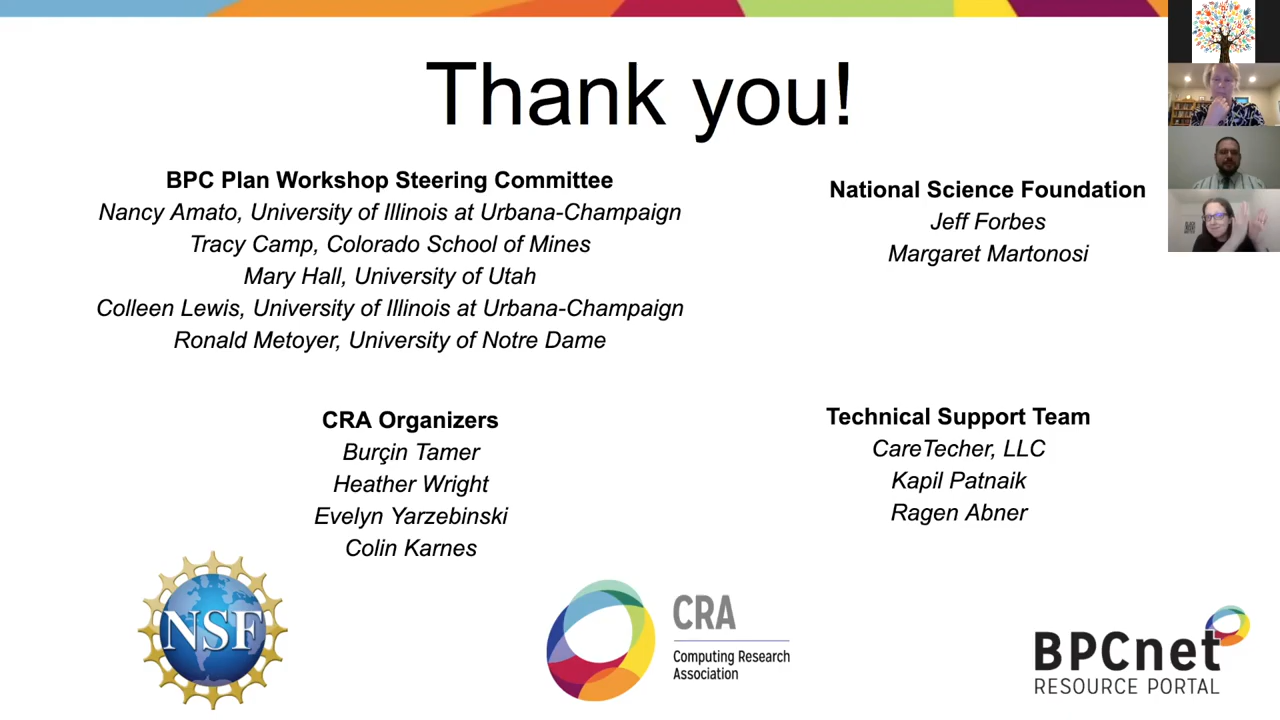 Thank you!
BPC Plan Workshop Steering Committee
Nancy Amato, University of Illinois at Urbana-Champaign
Tracy Camp, Colorado School of Mines
Mary Hall, University of Utah
Colleen Lewis, University of Illinois at Urbana-Champaign
Ronald Metoyer, University of Notre Dame
National Science Foundation
Jeff Forbes
Margaret Martonosi
CRA Organizers
Burçin Tamer
Heather Wright
Evelyn Yarzebinski
Colin Karnes
Technical Support Team
CareTecher, LLC
Kapil Patnaik
Ragen Abner
NSF
CRA
Computing Research
Association
BPCnet
RESOURCE PORTAL